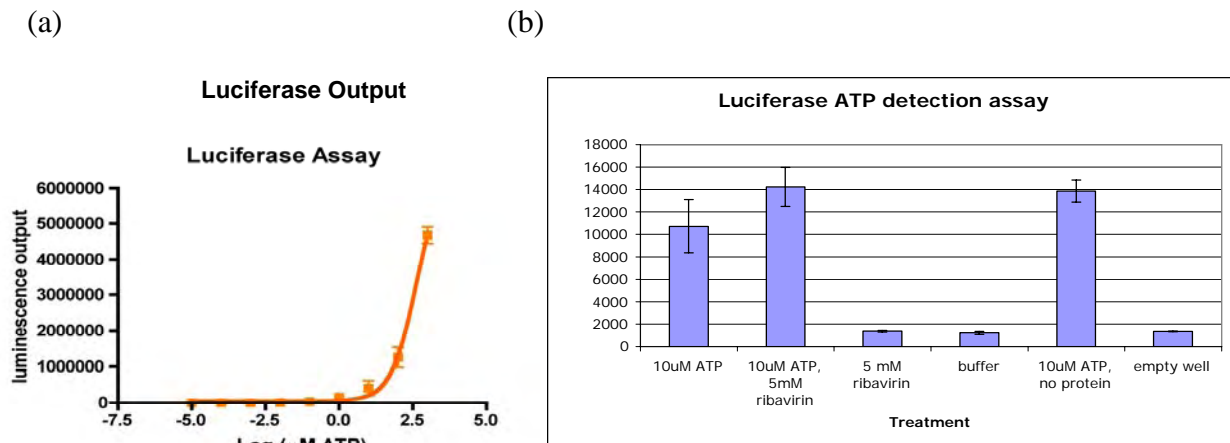 (a)
(b)
Luciferase Output
Luciferase Assay
6000000
5000000
4000000
3000000
2000000
1000000
0
luminescence output
-7.5
-5.0
-2.5
0.0
2.5
5.0
Luciferase ATP detection assay
18000
16000
14000
12000
10000
8000
6000
4000
2000
0
10uM ATP
10uM ATP,
5mM
ribavirin
5 mM
ribavirin
buffer
10uM ATP,
no protein
empty well
Treatment